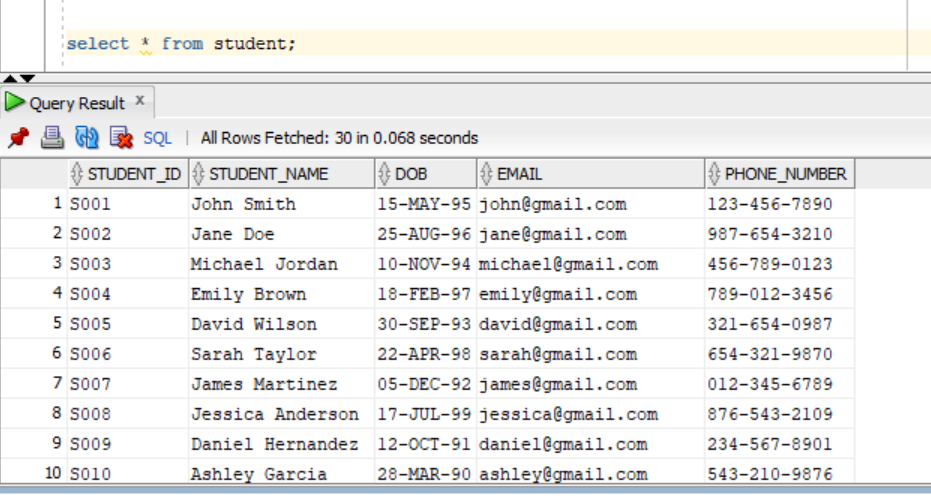 select * from student;
Query Result x
SQL | All Rows Fetched: 30 in 0.068 seconds
STUDENT_ID STUDENT_NAME DOB EMAIL PHONE_NUMBER
1 S001 John Smith 15-MAY-95 john@gmail.com 123-456-7890
2 S002 Jane Doe 25-AUG-96 jane@gmail.com 987-654-3210
3 S003 Michael Jordan 10-NOV-94 michael@gmail.com 456-789-0123
4 S004 Emily Brown 18-FEB-97 emily@gmail.com 789-012-3456
5 S005 David Wilson 30-SEP-93 david@gmail.com 321-654-0987
6 S006 Sarah Taylor 22-APR-98 sarah@gmail.com 654-321-9870
7 S007 James Martinez 05-DEC-92 james@gmail.com 012-345-6789
8 S008 Jessica Anderson 17-JUL-99 jessica@gmail.com 876-543-2109
9 S009 Daniel Hernandez 12-OCT-91 daniel@gmail.com 234-567-8901
10 S010 Ashley Garcia 28-MAR-90 ashley@gmail.com 543-210-9876